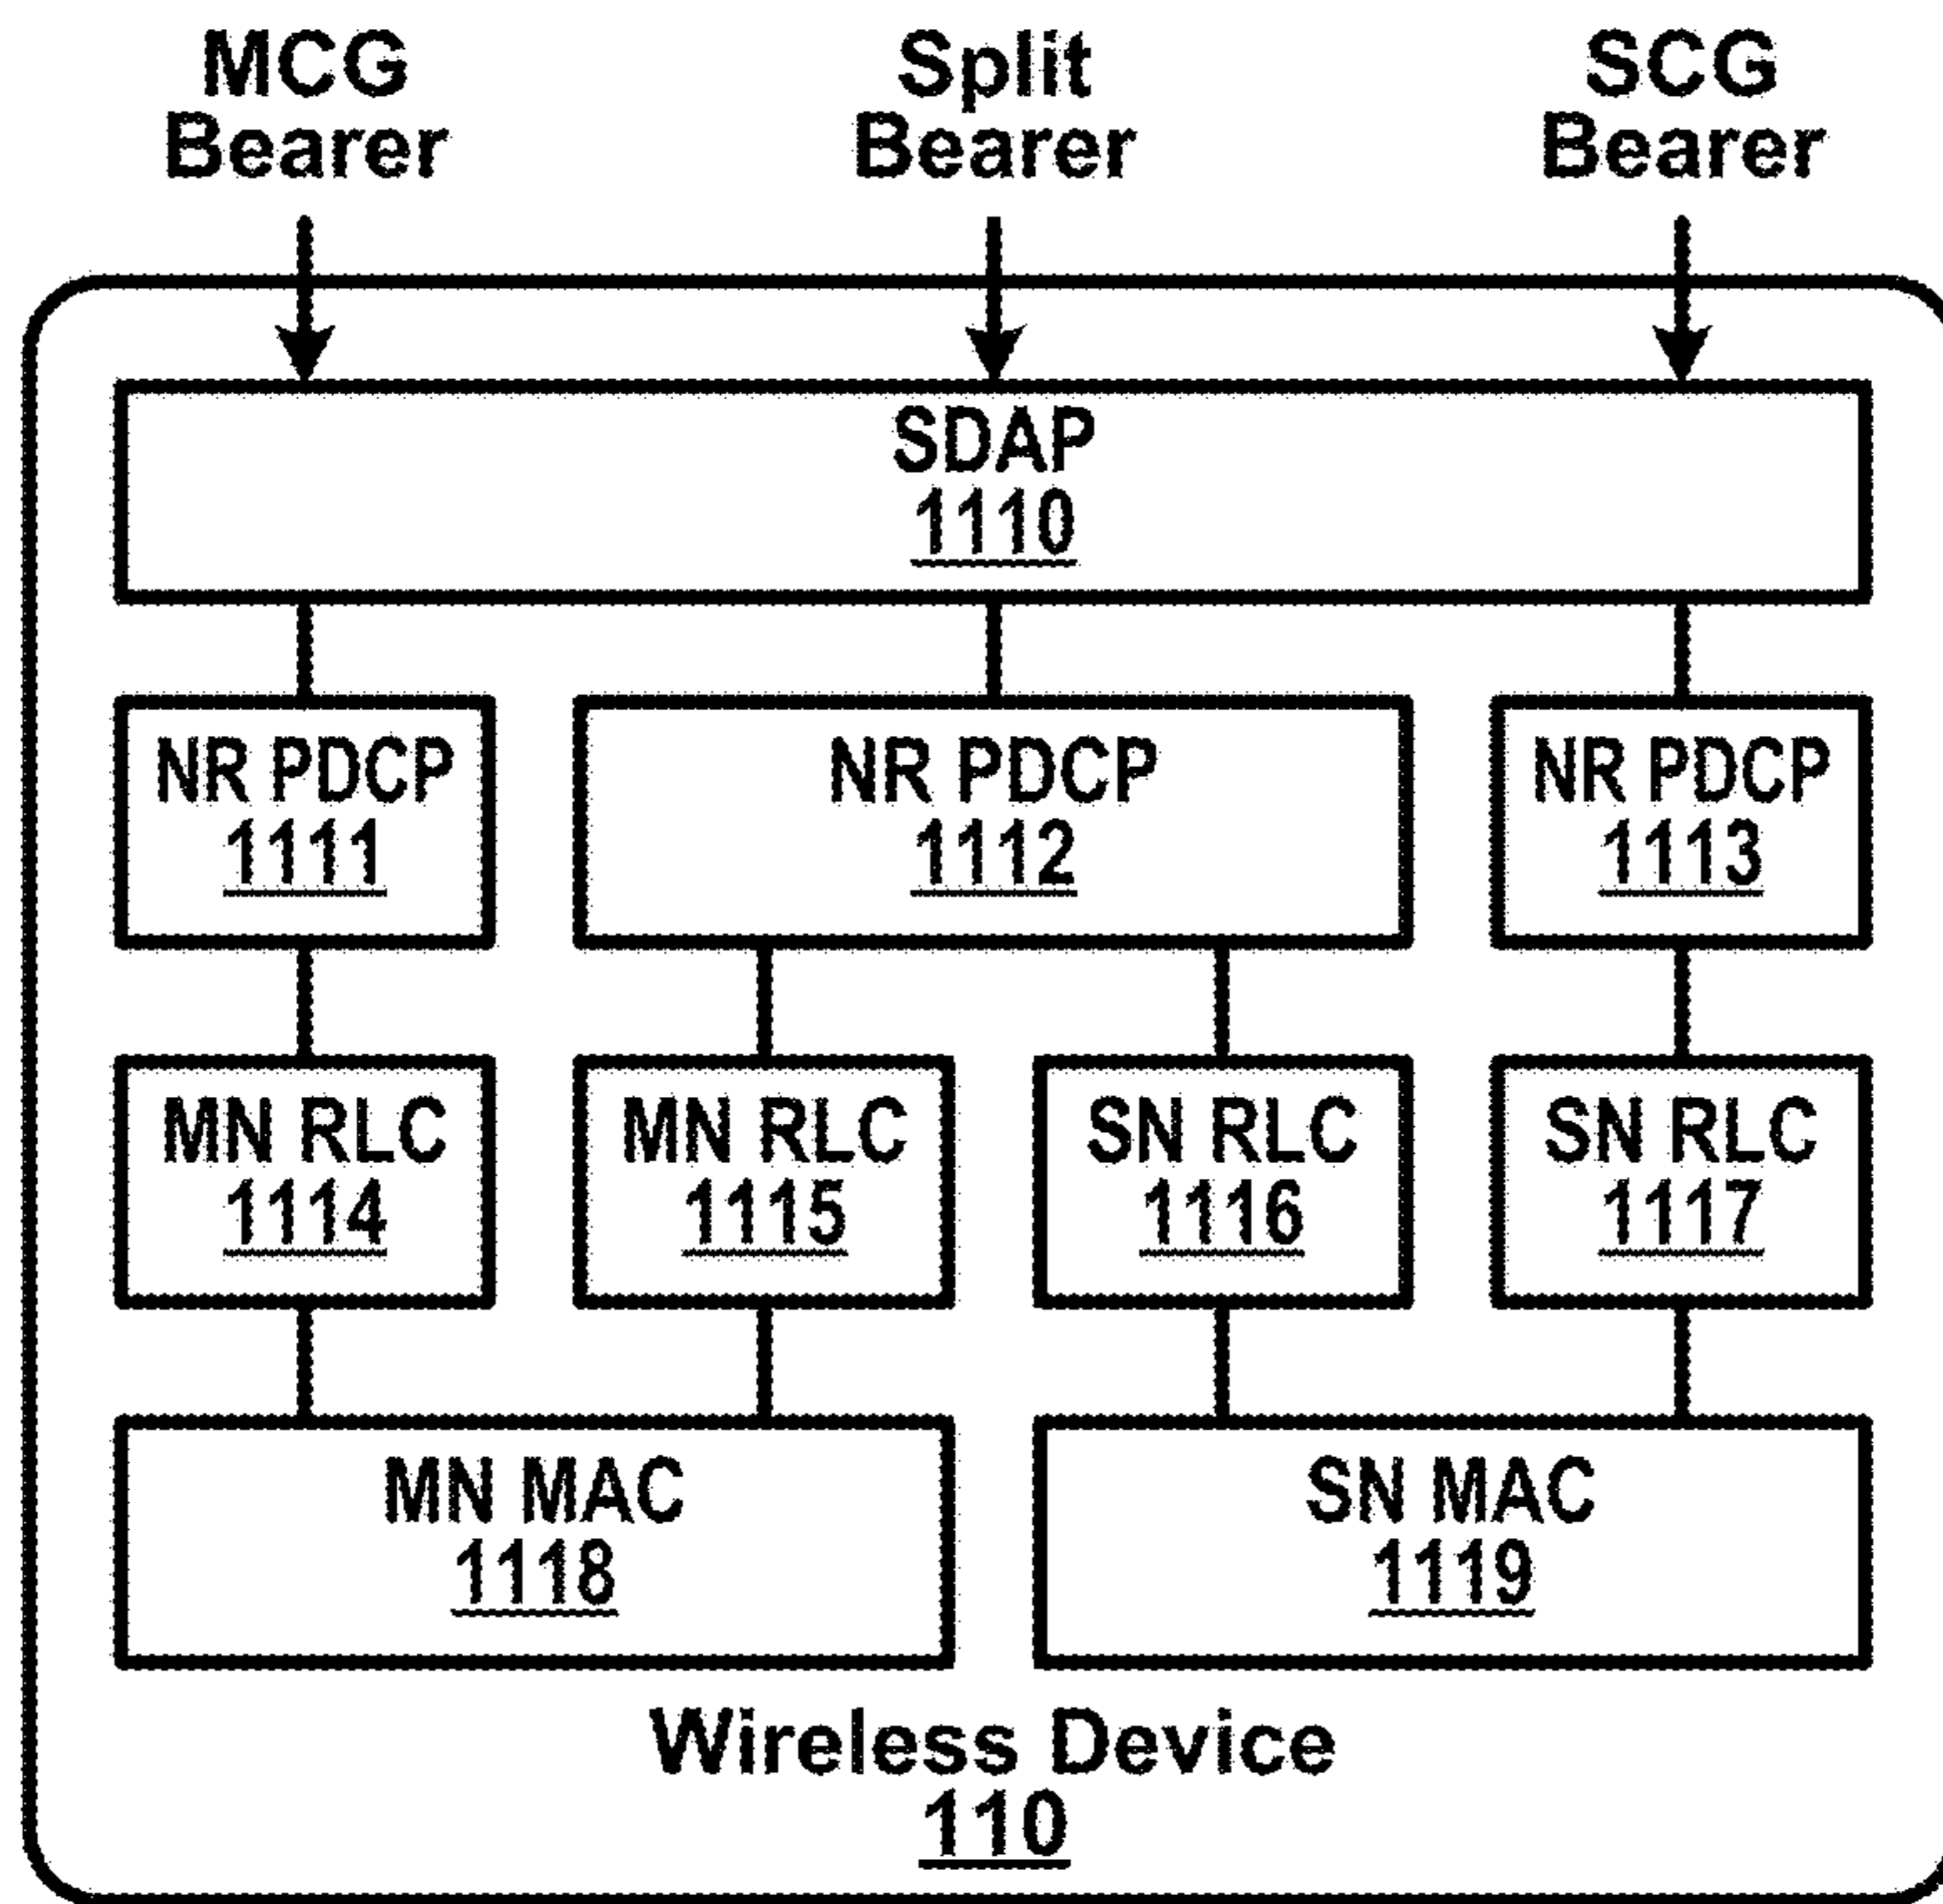 MCG
Bearer
Split
Bearer
SCG
Bearer
SDAP
1110
NR PDCP
1111
NR PDCP
1112
NR PDCP
1113
MN RLC
1114
MN RLC
1115
SN RLC
1116
SN RLC
1117
MN MAC
1118
SN MAC
1119
Wireless Device
110